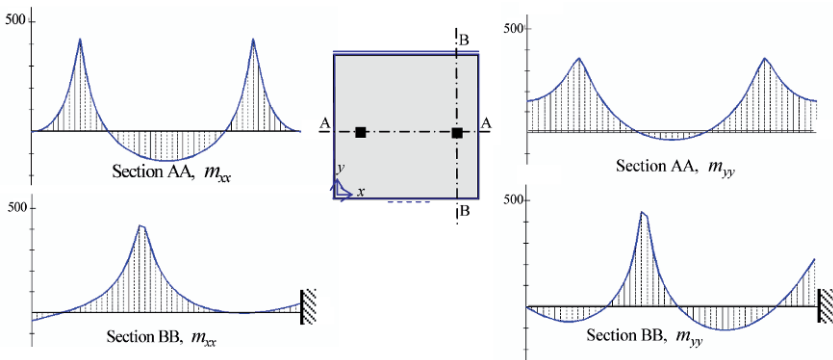 500
Section AA, mxx
B
A
A
y
x
B
Section AA, myy
500
500
Section BB, mxx
500
Section BB, myy